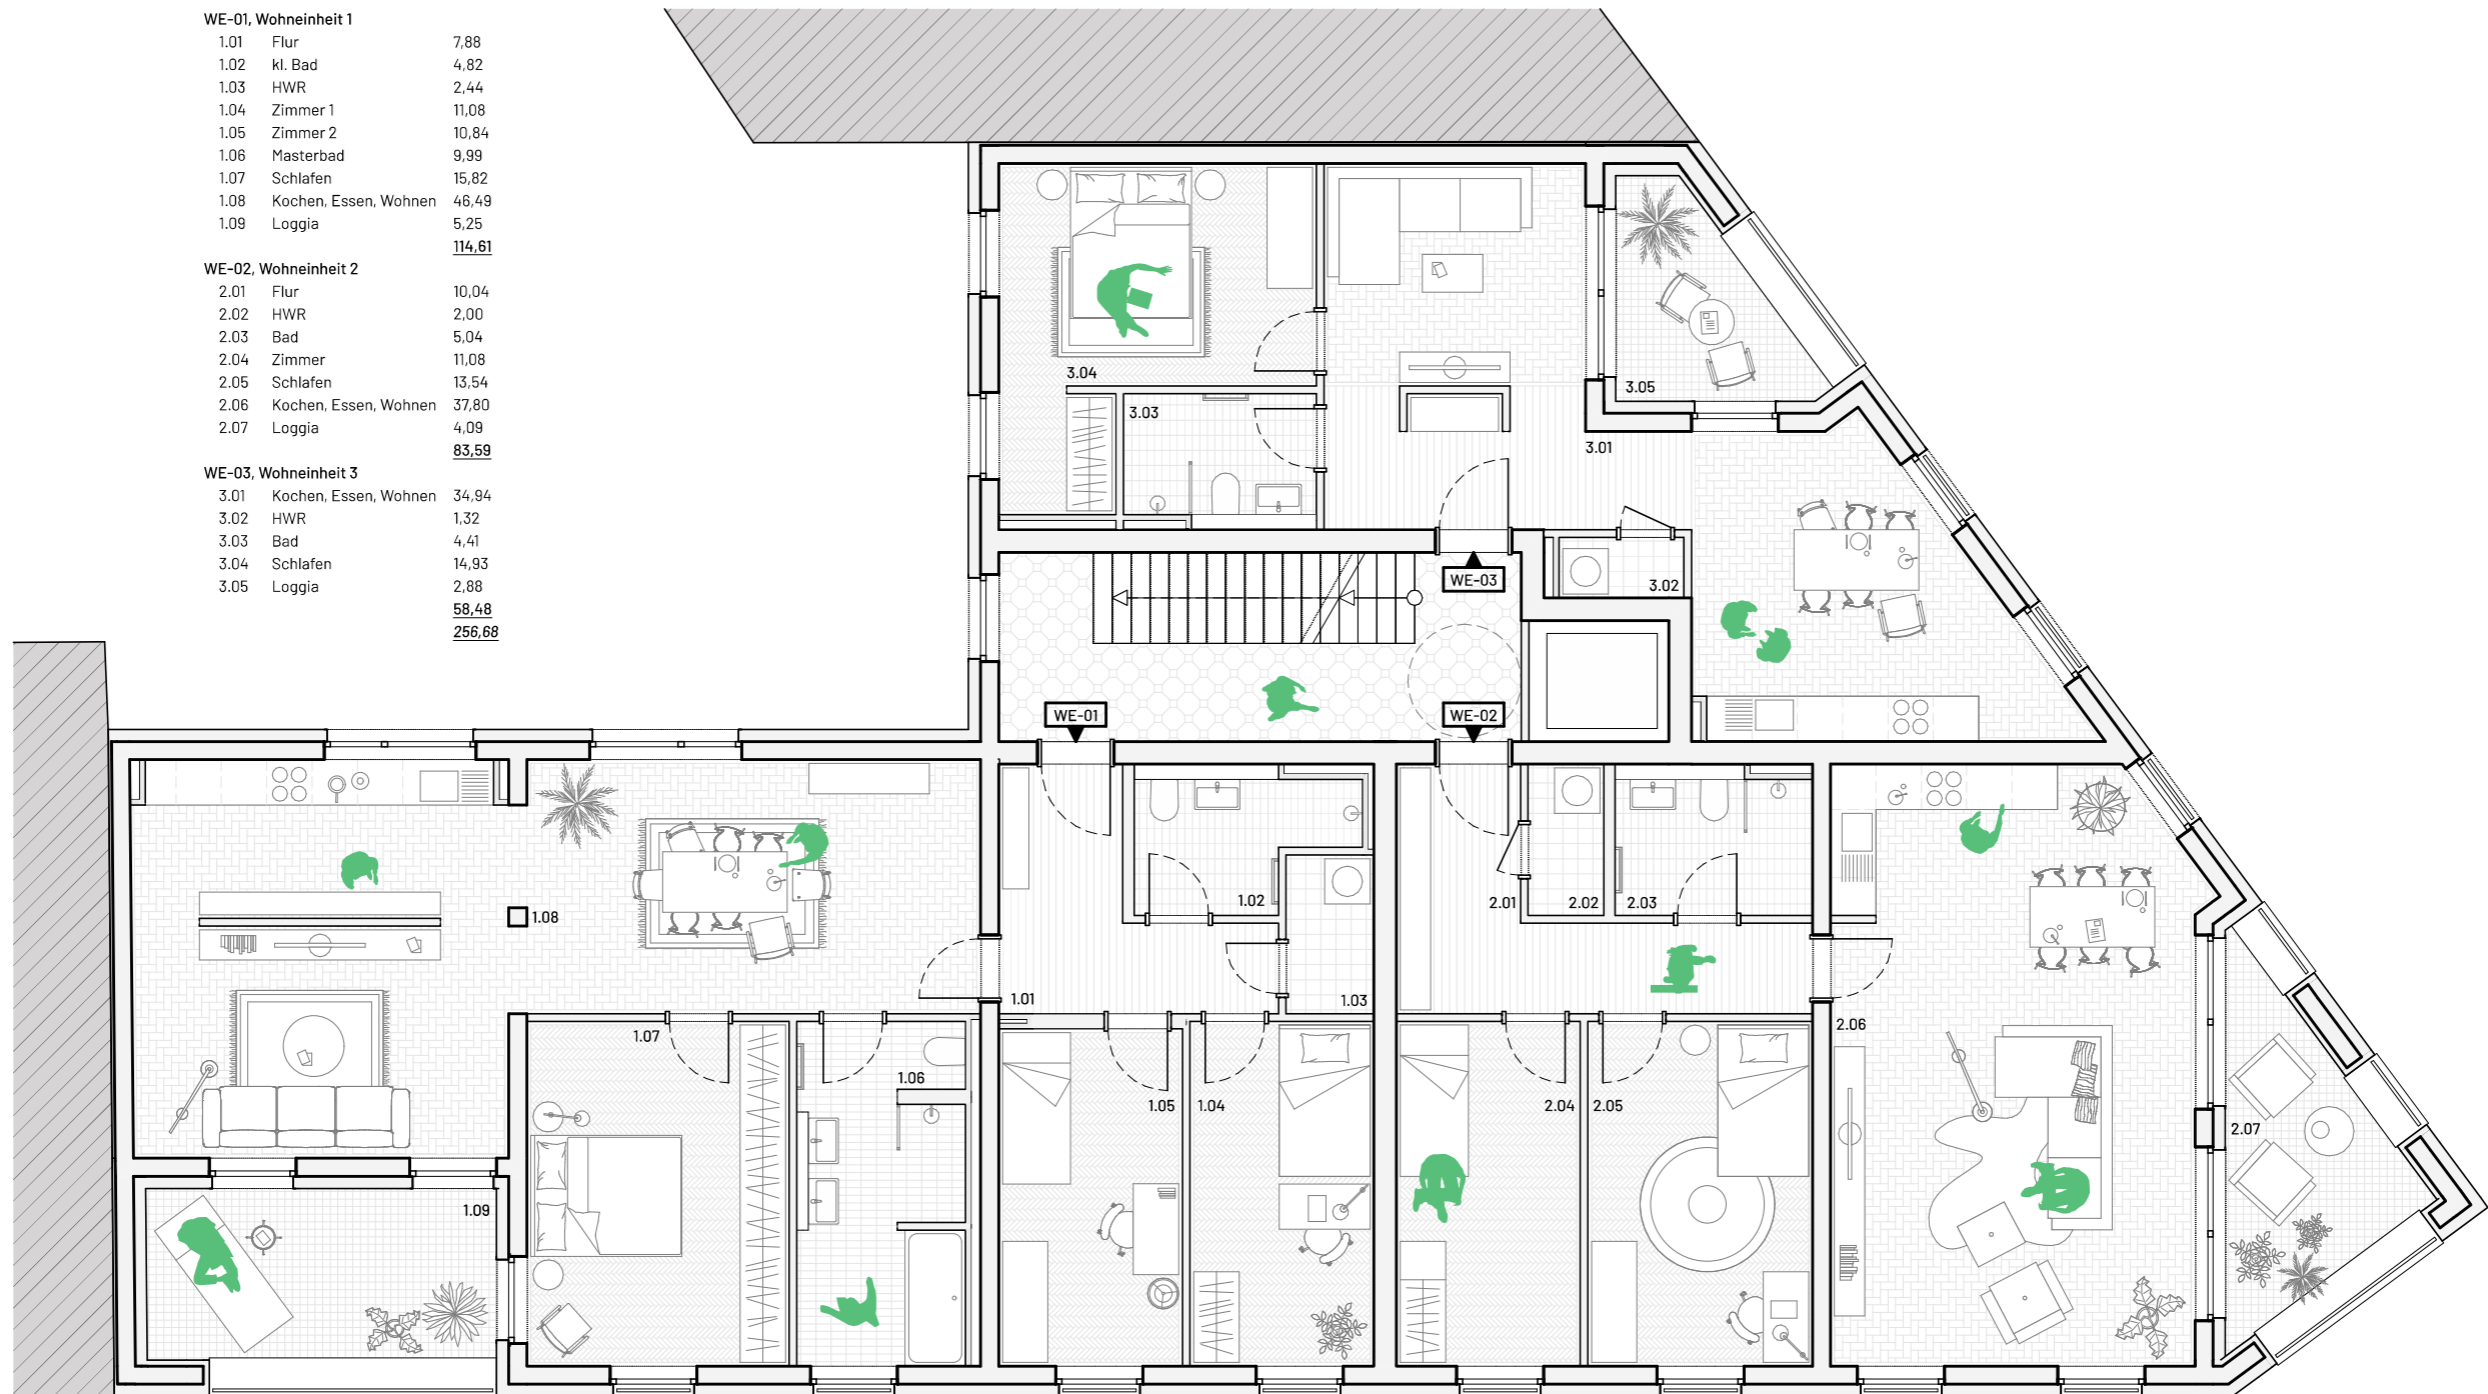 WE-01, Wohneinheit 1
1.01 Flur 7,88
1.02 kl. Bad 4,82
1.03 HWR 2,44
1.04 Zimmer 1 11,08
1.05 Zimmer 2 10,84
1.06 Masterbad 9,99
1.07 Schlafen 15,82
1.08 Kochen, Essen, Wohnen 46,49
1.09 Loggia 5,25
114,61
WE-02, Wohneinheit 2
2.01 Flur 10,04
2.02 HWR 2,00
2.03 Bad 5,04
2.04 Zimmer 11,08
2.05 Schlafen 13,54
2.06 Kochen, Essen, Wohnen 37,80
2.07 Loggia 4,09
83,59
WE-03, Wohneinheit 3
3.01 Kochen, Essen, Wohnen 34,94
3.02 HWR 1,32
3.03 Bad 4,41
3.04 Schlafen 14,93
3.05 Loggia 2,88
58,48
256,68
3.04
3.05
3.03
3.01
WE-03
3.02
WE-01
WE-02
1.02
2.01
2.02
2.03
1.08
1.01
1.03
2.06
1.07
1.06
1.05
1.04
2.04
2.05
2.07
1.09